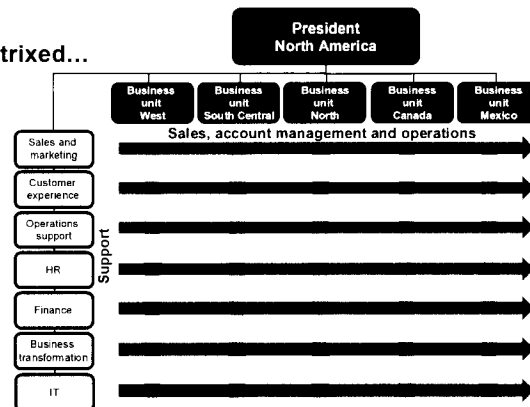 President
North America
trixed...
Business
unit
West
Business
unit
South Central
Business
unit
North
Business
unit
Canada
Business
unit
Mexico
Sales, account management and operations
Sales and
marketing
Customer
experience
Operations
support
HR
Finance
Business
transformation
IT
Support